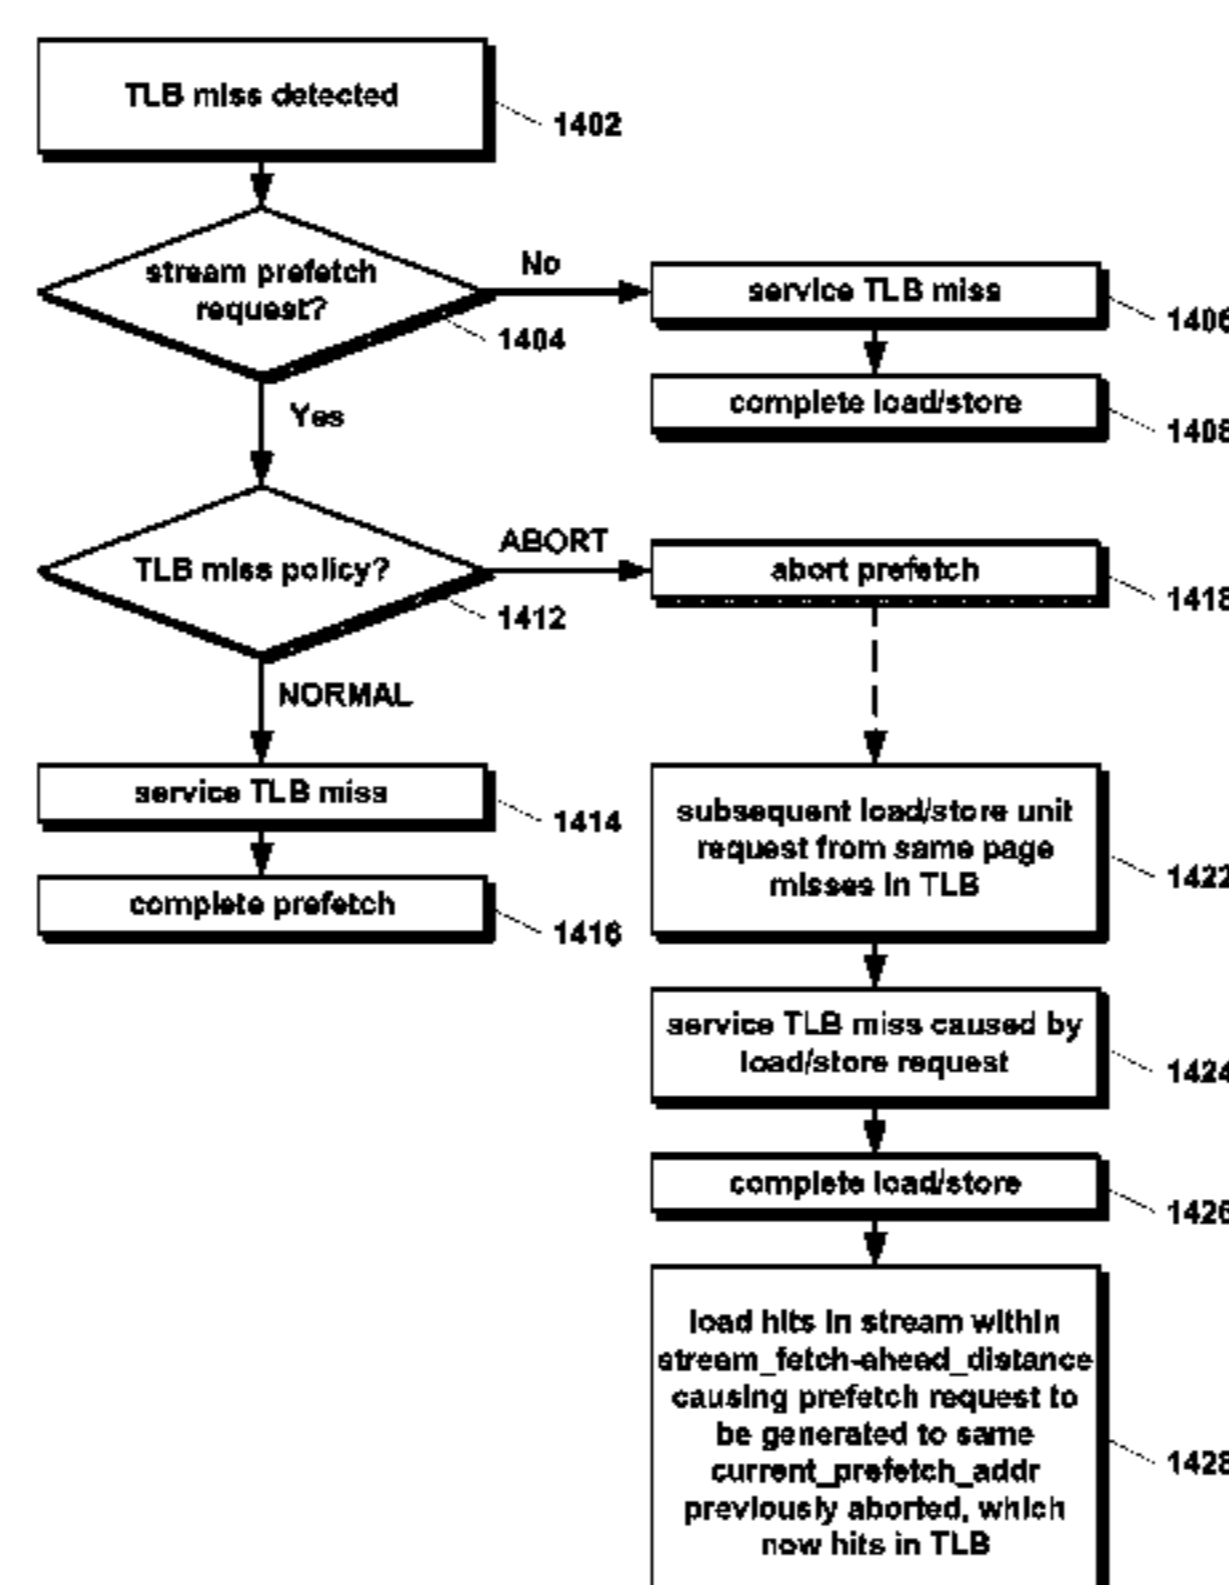 TLB miss detected
1402
stream prefetch
request?
1404
No
service TLB miss
1406
complete load/store
1408
Yes
TLB miss policy?
1412
ABORT
abort prefetch
1418
NORMAL
service TLB miss
1414
complete prefetch
1416
subsequent load/store unit
request from same page
misses in TLB
1422
service TLB miss caused by
load/store request
1424
complete load/store
1426
load hits in stream within
stream_fetch-ahead_distance
causing prefetch request to
be generated to same
current_prefetch_addr
previously aborted, which
now hits in TLB
1428